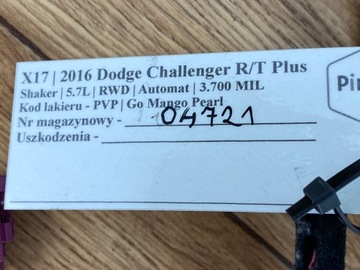 X17 | 2016 Dodge Challenger R/T Plus
Shaker | 5.7L | RWD | Automat | 3.700 MIL
Kod lakieru - PVP | Go Mango Pearl
Nr magazynowy - 04721
Uszkodzenia -
Pin